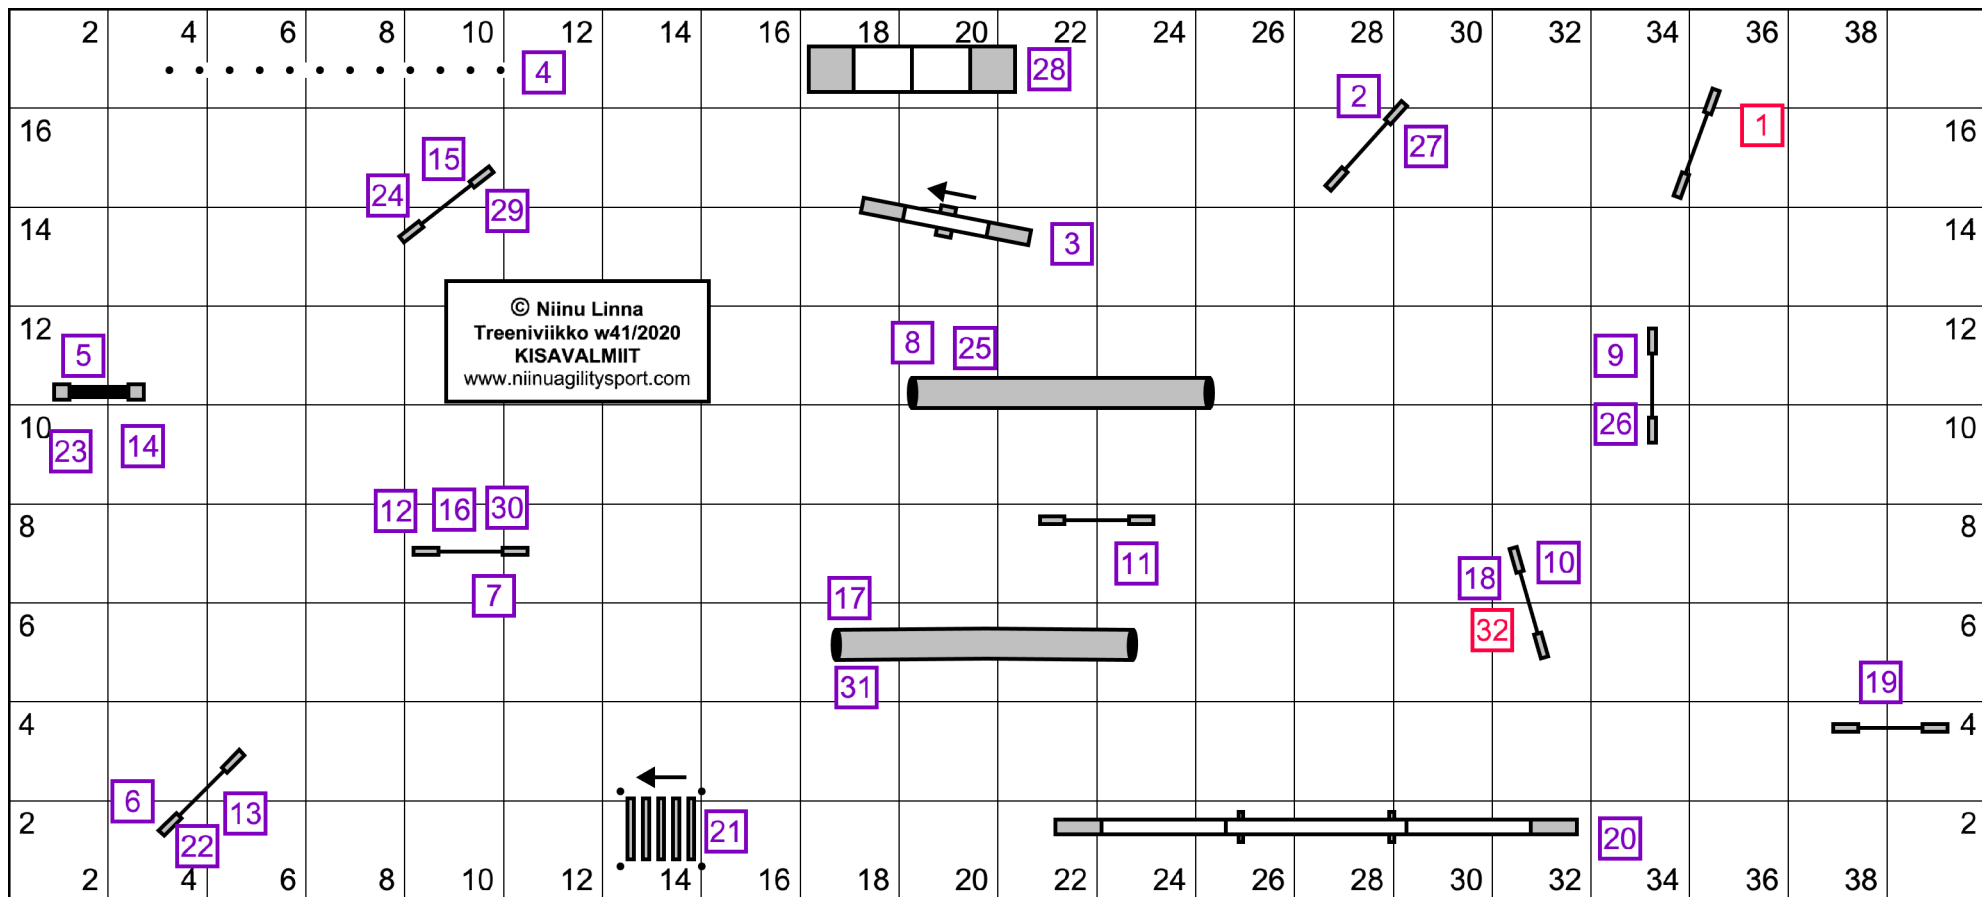 2 4 6 8 10 12 14 16 18 20 22 24 26 28 30 32 34 36 38
4 28
2
1
16 15 27 16
24 29
14 3 14
© Niinu Linna
Treeniviikko w41/2020
KISAVALMIIT
www.niinuagilitysport.com
12 5 8 25 9 12
10 23 14 26 10
12 16 30
8 11 18 10 8
7 17
6 32 6
31 19
4 4
6 13
2 22 21 20 2
2 4 6 8 10 12 14 16 18 20 22 24 26 28 30 32 34 36 38